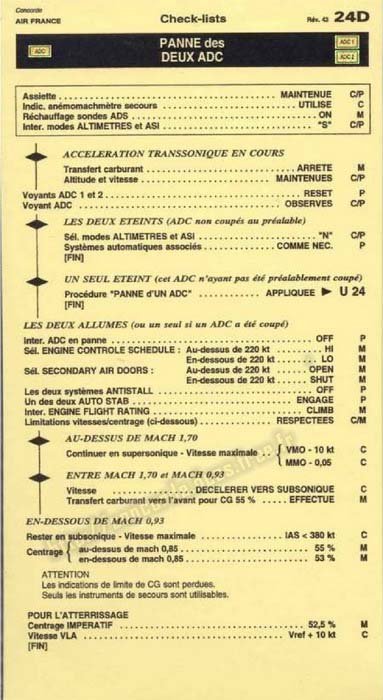 Concorde
AIR FRANCE Check-lists Rév. 43 24D
ADC PANNE des DEUX ADC ADC 1 ADC 2
Assiette MAINTENUE C/P
Indic. anémomachmètre secours UTILISE C
Réchauffage sondes ADS ON M
Inter. modes ALTIMETRES et ASI "S" C/P
ACCELERATION TRANSSONIQUE EN COURS
Transfert carburant ARRETE M
Altitude et vitesse MAINTENUES C/P
Voyants ADC 1 et 2 RESET P
Voyant ADC OBSERVES C/P
LES DEUX ETEINTS (ADC non coupés au préalable)
Sél. modes ALTIMETRES et ASI "N" C/P
Systèmes automatiques associés COMME NEC. P
[FIN]
UN SEUL ETEINT (cet ADC n'ayant pas été préalablement coupé)
Procédure "PANNE d'UN ADC" APPLIQUEE ► U 24
[FIN]
LES DEUX ALLUMES (ou un seul si un ADC a été coupé)
Inter. ADC en panne OFF P
Sél. ENGINE CONTROLE SCHEDULE : Au-dessus de 220 kt HI M
En-dessous de 220 kt LO M
Sél. SECONDARY AIR DOORS : Au-dessus de 220 kt OPEN M
En-dessous de 220 kt SHUT M
Les deux systèmes ANTISTALL OFF P
Un des deux AUTO STAB ENGAGE P
Inter. ENGINE FLIGHT RATING CLIMB M
Limitations vitesses/centrage (ci-dessous) RESPECTEES C/M
AU-DESSUS DE MACH 1,70
Continuer en supersonique - Vitesse maximale VMO - 10 kt C
MMO - 0,05 C
ENTRE MACH 1,70 et MACH 0,93
Vitesse DECELERER VERS SUBSONIQUE C
Transfert carburant vers l'avant pour CG 55 % EFFECTUE M
EN-DESSOUS DE MACH 0,93
Rester en subsonique - Vitesse maximale IAS < 380 kt C
Centrage au-dessus de mach 0,85 55 % M
en-dessous de mach 0,85 53 % M
ATTENTION
Les indications de limite de CG sont perdues.
Seuls les instruments de secours sont utilisables.
POUR L'ATTERRISSAGE
Centrage IMPERATIF 52,5 % M
Vitesse VLA Vref + 10 kt C
[FIN]